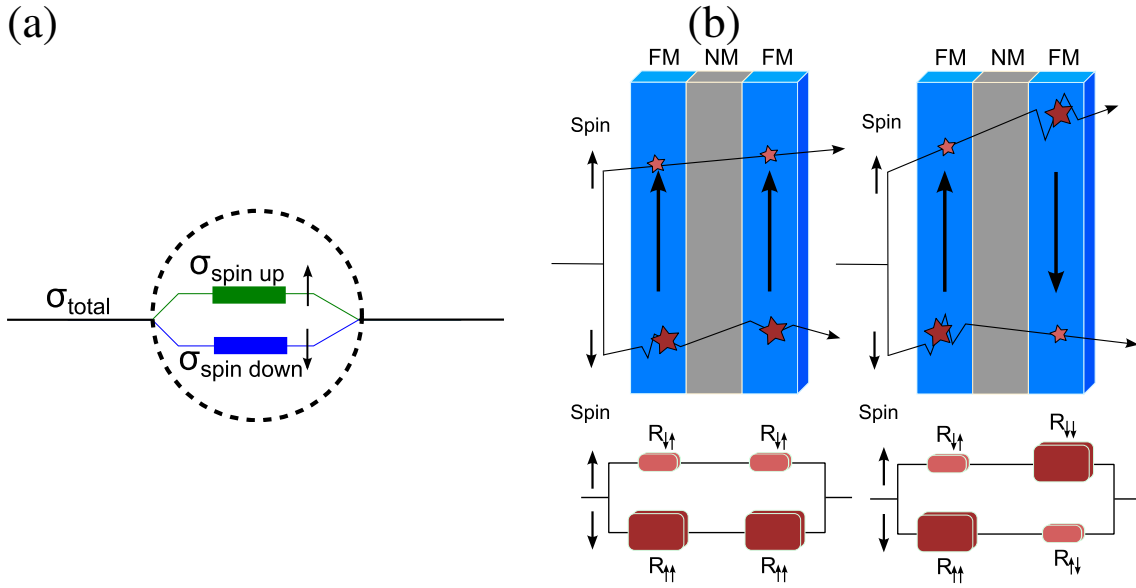 (a)
σspin up
σtotal
σspin down
(b)
FM NM FM
Spin
FM NM FM
Spin
Spin
R↓↑ R↓↑
R↑↑ R↑↑
Spin
R↓↑ R↓↓
R↑↑ R↑↓